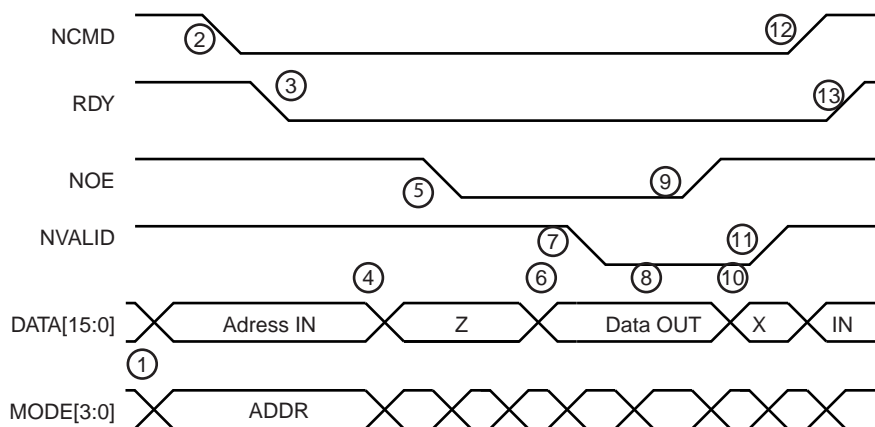 NCMD
2
12
RDY
3
13
NOE
5
9
NVALID
7
11
4
6
8
10
DATA[15:0]
Adress IN
Z
Data OUT
X
IN
1
MODE[3:0]
ADDR